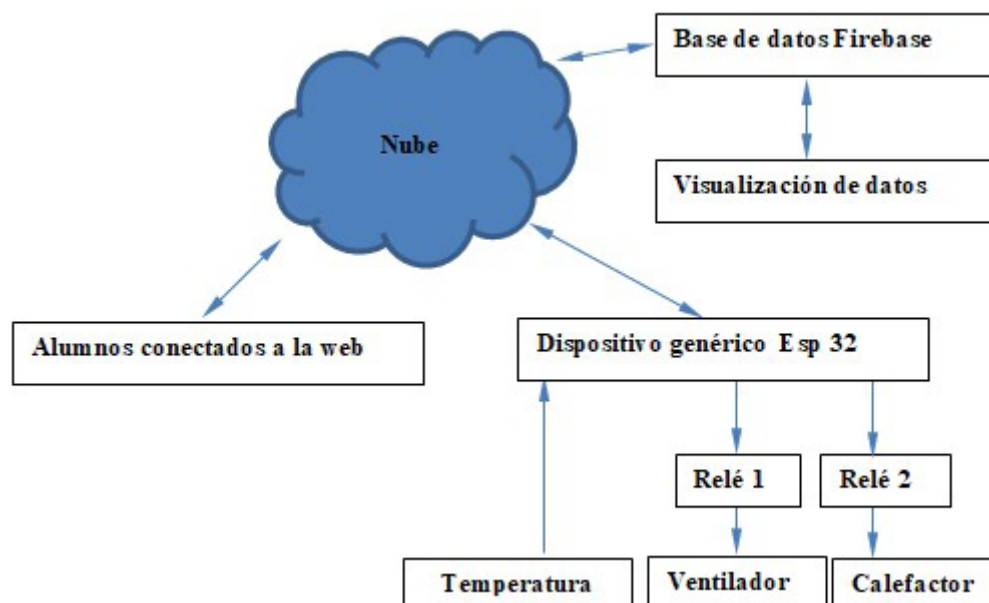 Base de datos Firebase
Nube
Visualización de datos
Alumnos conectados a la web
Dispositivo genérico Esp 32
Relé 1
Relé 2
Temperatura
Ventilador
Calefactor